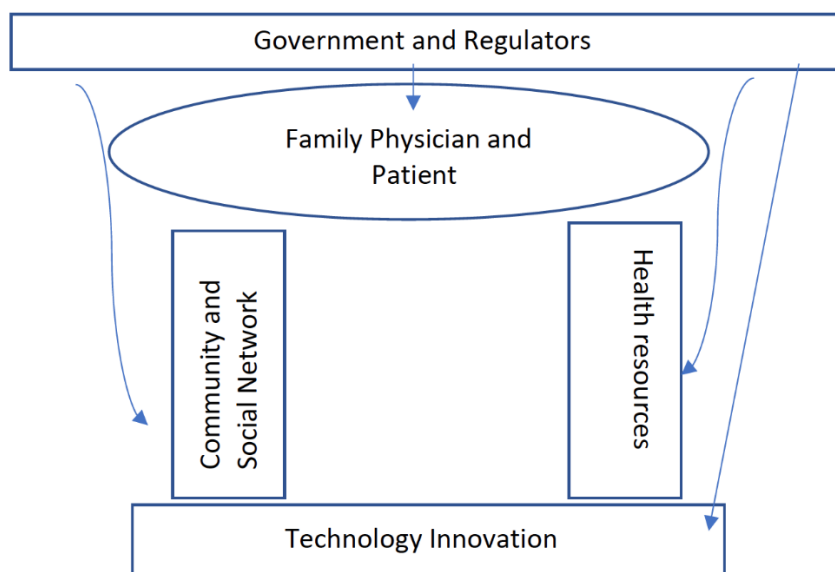 Government and Regulators
Family Physician and
Patient
Community and
Social Network
Health resources
Technology Innovation